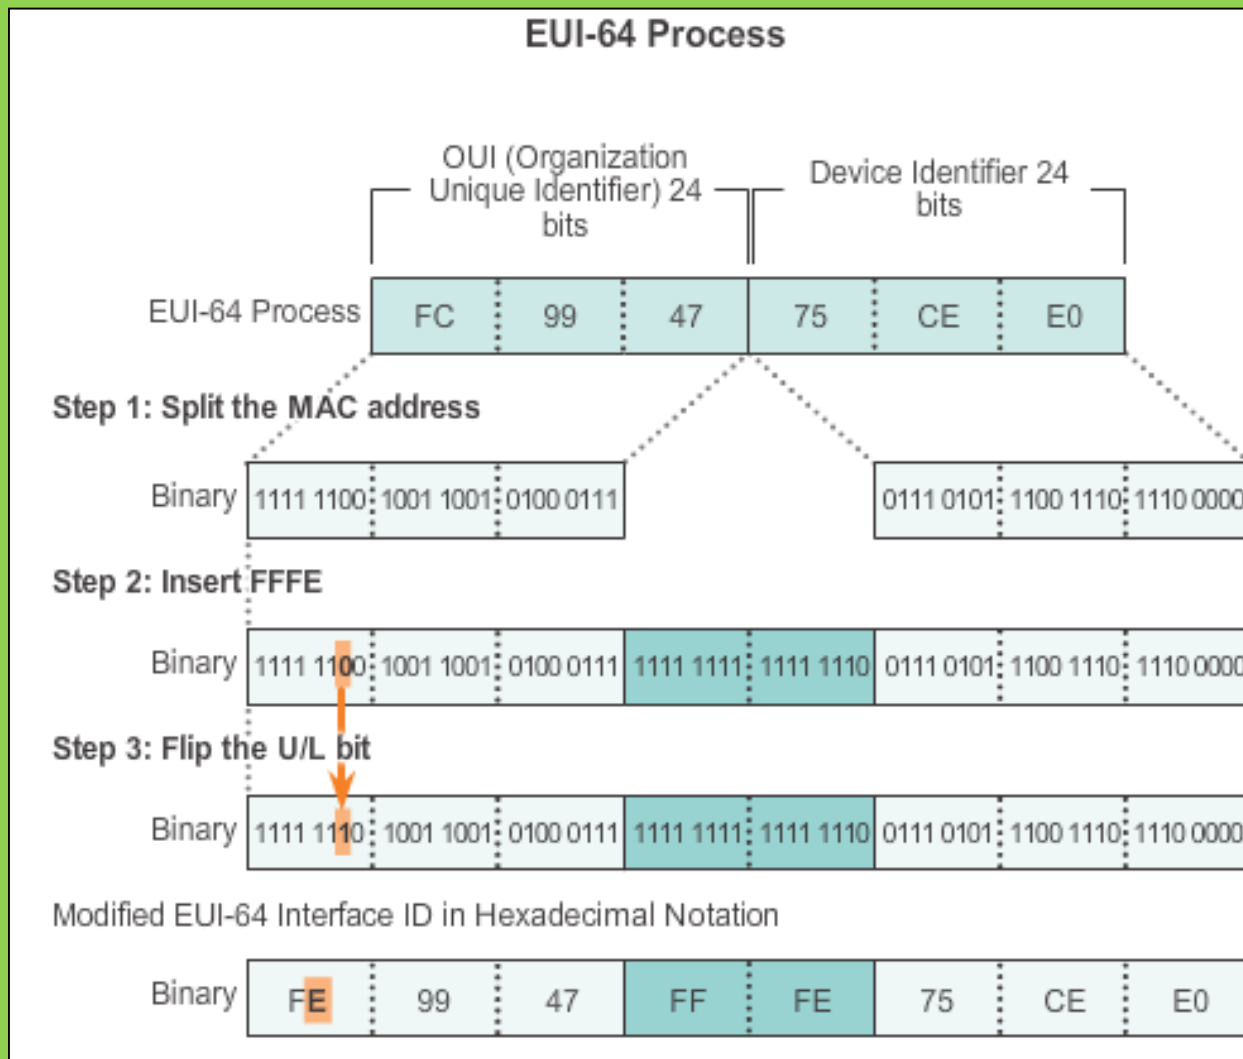 EUI-64 Process
OUI (Organization
Unique Identifier) 24
bits
Device Identifier 24
bits
EUI-64 Process FC 99 47 75 CE E0
Step 1: Split the MAC address
Binary 1111 1100 1001 1001 0100 0111 0111 0101 1100 1110 1110 0000
Step 2: Insert FFFE
Binary 1111 1100 1001 1001 0100 0111 1111 1111 1111 1110 0111 0101 1100 1110 1110 0000
Step 3: Flip the U/L bit
Binary 1111 1110 1001 1001 0100 0111 1111 1111 1111 1110 0111 0101 1100 1110 1110 0000
Modified EUI-64 Interface ID in Hexadecimal Notation
Binary FE 99 47 FF FE 75 CE E0